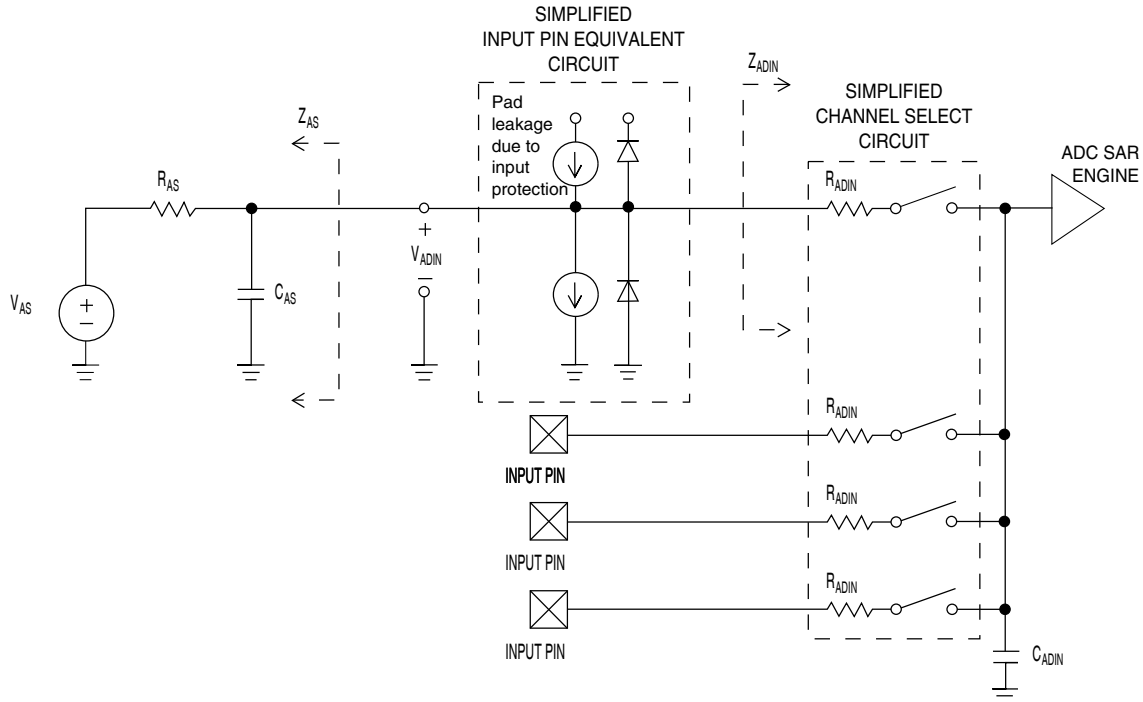 SIMPLIFIED
INPUT PIN EQUIVALENT
CIRCUIT
Pad
leakage
due to
input
protection
Z_ADIN
SIMPLIFIED
CHANNEL SELECT
CIRCUIT
ADC SAR
ENGINE
Z_AS
R_AS
R_ADIN
+
V_ADIN
–
V_AS
+
–
C_AS
R_ADIN
INPUT PIN
R_ADIN
INPUT PIN
R_ADIN
INPUT PIN
C_ADIN